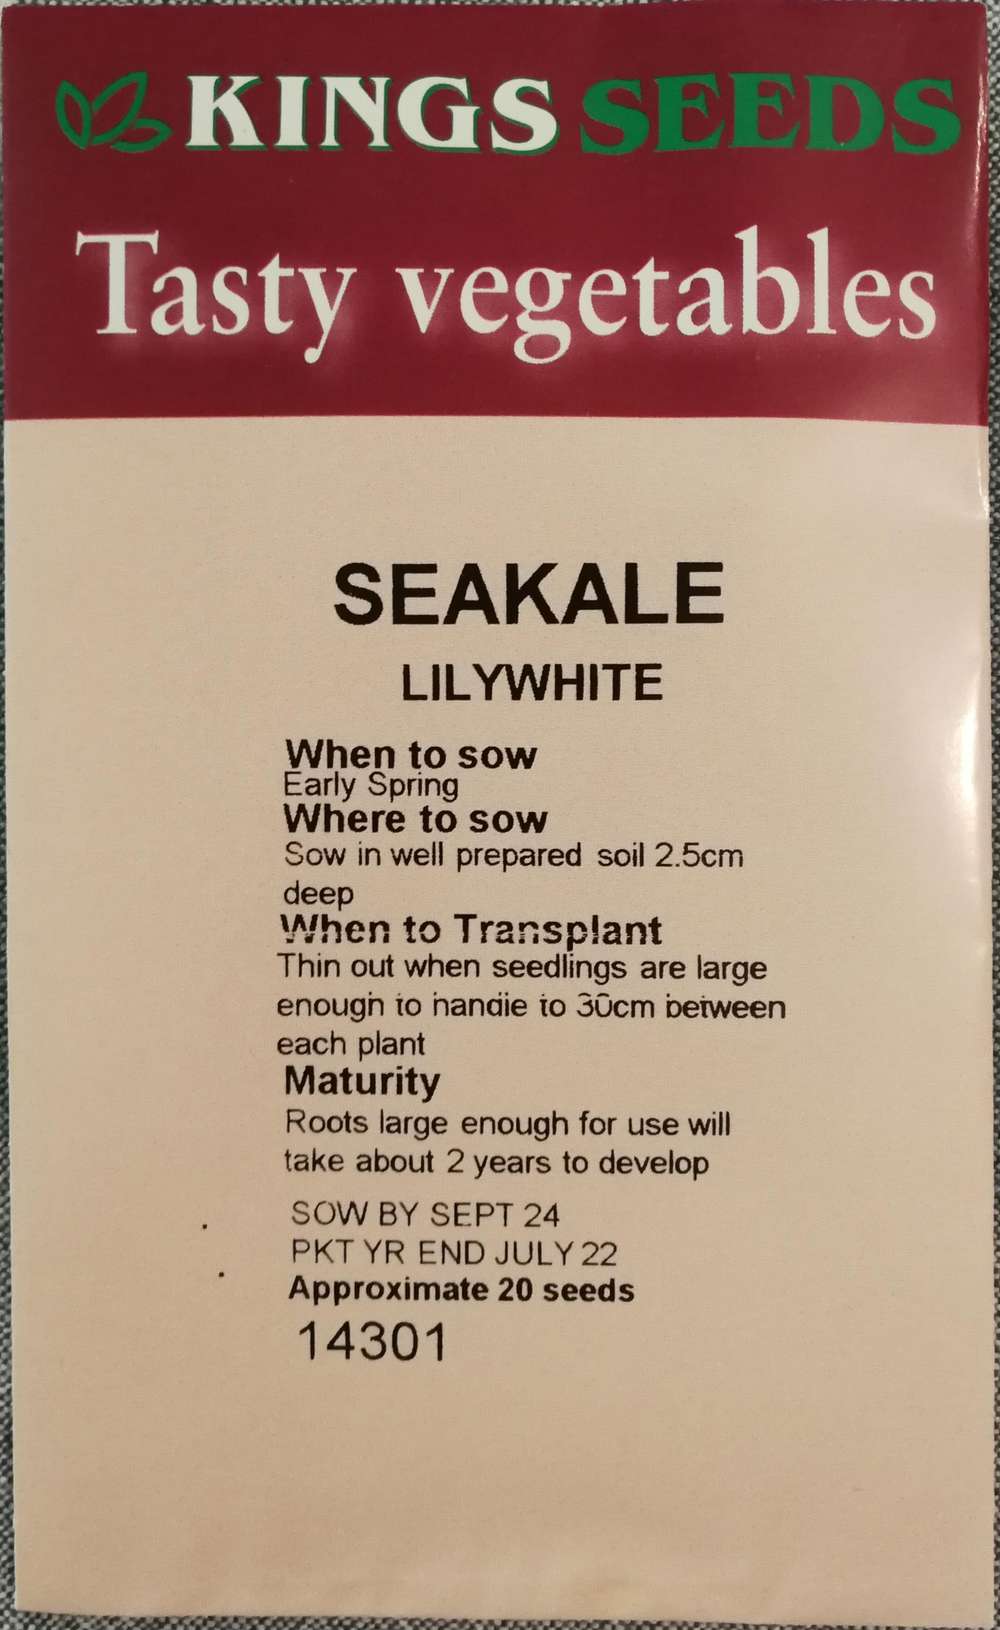 KINGS SEEDS
Tasty vegetables
SEAKALE
LILYWHITE
When to sow
Early Spring
Where to sow
Sow in well prepared soil 2.5cm
deep
When to Transplant
Thin out when seedlings are large
enough to handle to 30cm between
each plant
Maturity
Roots large enough for use will
take about 2 years to develop
SOW BY SEPT 24
PKT YR END JULY 22
Approximate 20 seeds
14301